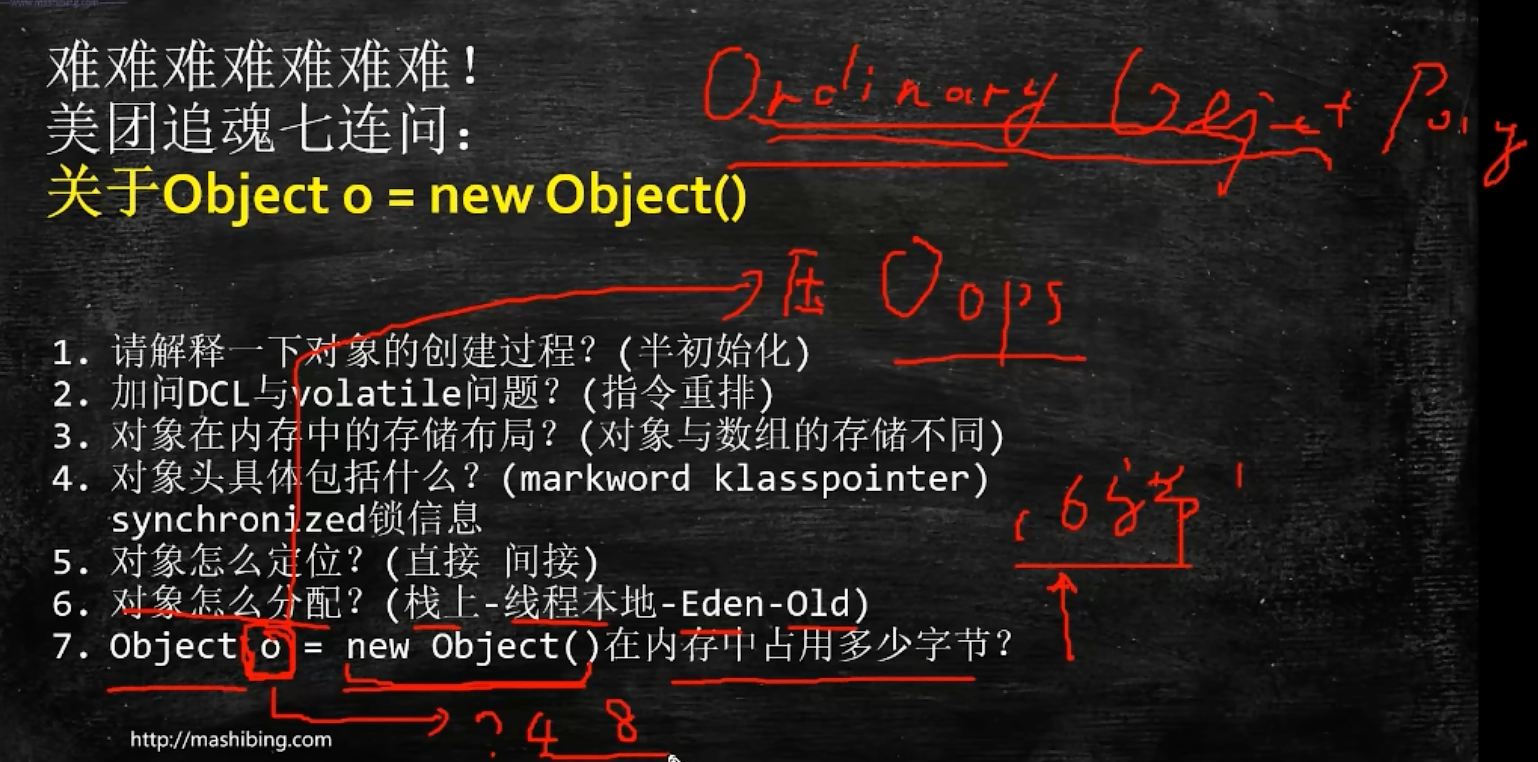 www.mashibing.com
难难难难难难难！
美团追魂七连问：
关于Object o = new Object()
Ordinary Object
压 Oops
1. 请解释一下对象的创建过程？(半初始化)
2. 加问DCL与volatile问题？(指令重排)
3. 对象在内存中的存储布局？(对象与数组的存储不同)
4. 对象头具体包括什么？(markword klasspointer)
synchronized锁信息
5. 对象怎么定位？(直接 间接)
6. 对象怎么分配？(栈上-线程本地-Eden-Old)
7. Object o = new Object()在内存中占用多少字节？
16字节
? 4 8
http://mashibing.com